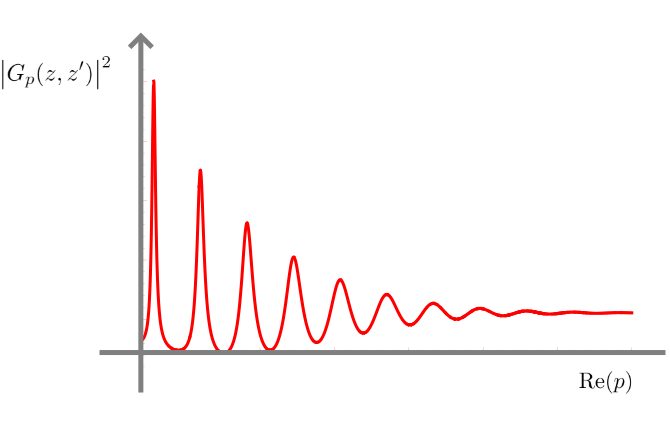 |G_p(z, z′)|²
Re(p)